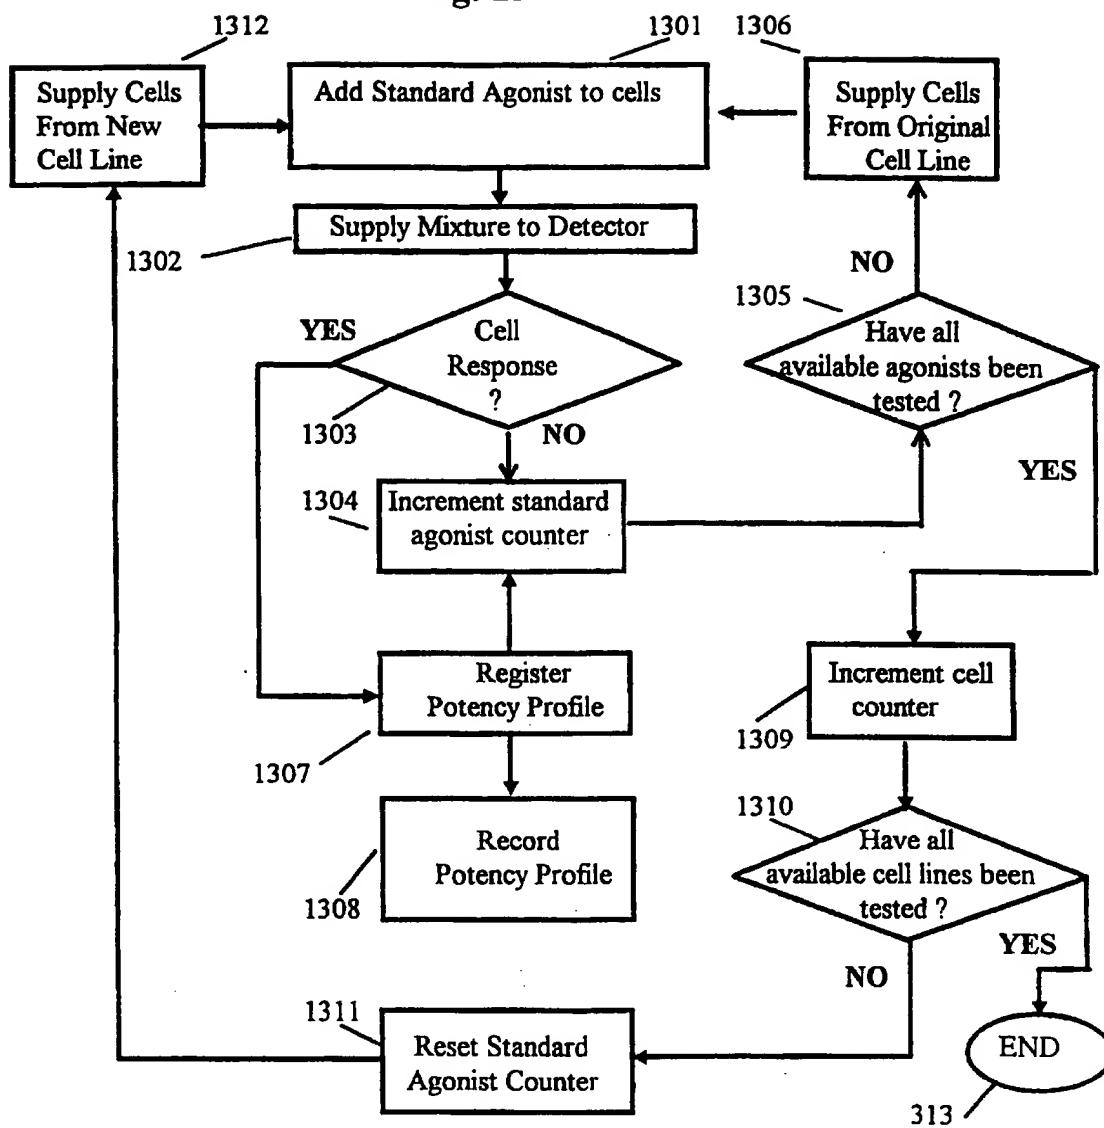 1312
1301
1306
Supply Cells
From New
Cell Line
Add Standard Agonist to cells
Supply Cells
From Original
Cell Line
Supply Mixture to Detector
1302
NO
1305
YES
Cell
Response
?
Have all
available agonists been
tested ?
1303
NO
YES
1304
Increment standard
agonist counter
Register
Potency Profile
Increment cell
counter
1307
1309
1310
Record
Potency Profile
Have all
available cell lines been
tested ?
1308
YES
NO
1311
Reset Standard
Agonist Counter
END
313